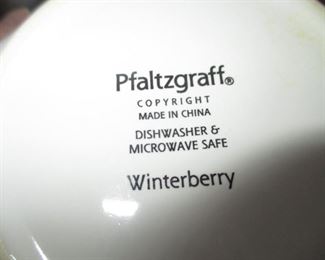 Pfaltzgraff®
COPYRIGHT
MADE IN CHINA
DISHWASHER &
MICROWAVE SAFE
Winterberry